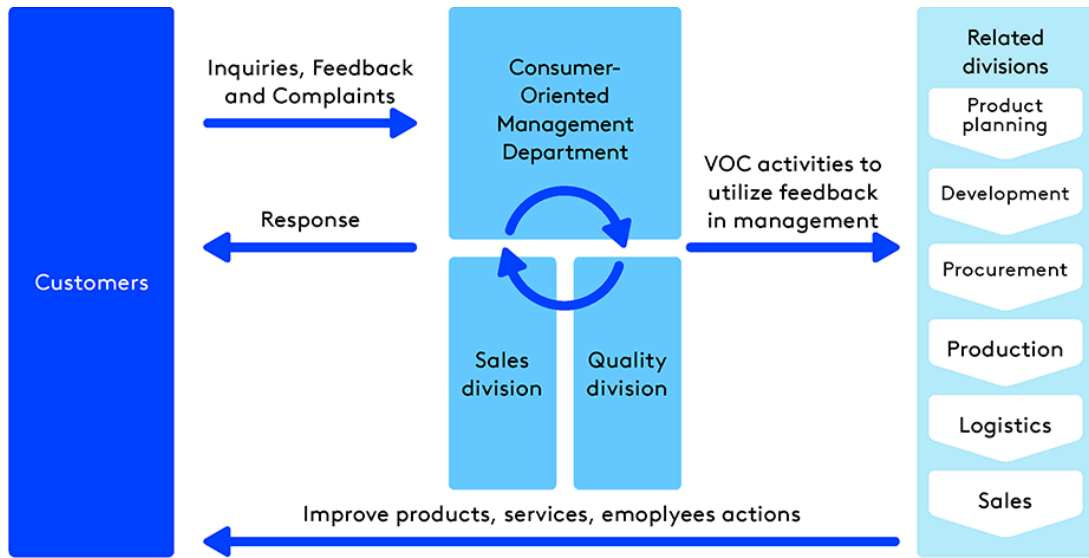 Customers
Inquiries, Feedback
and Complaints
Response
Consumer-
Oriented
Management
Department
Sales
division
Quality
division
VOC activities to
utilize feedback
in management
Related
divisions
Product
planning
Development
Procurement
Production
Logistics
Sales
Improve products, services, emoplyees actions